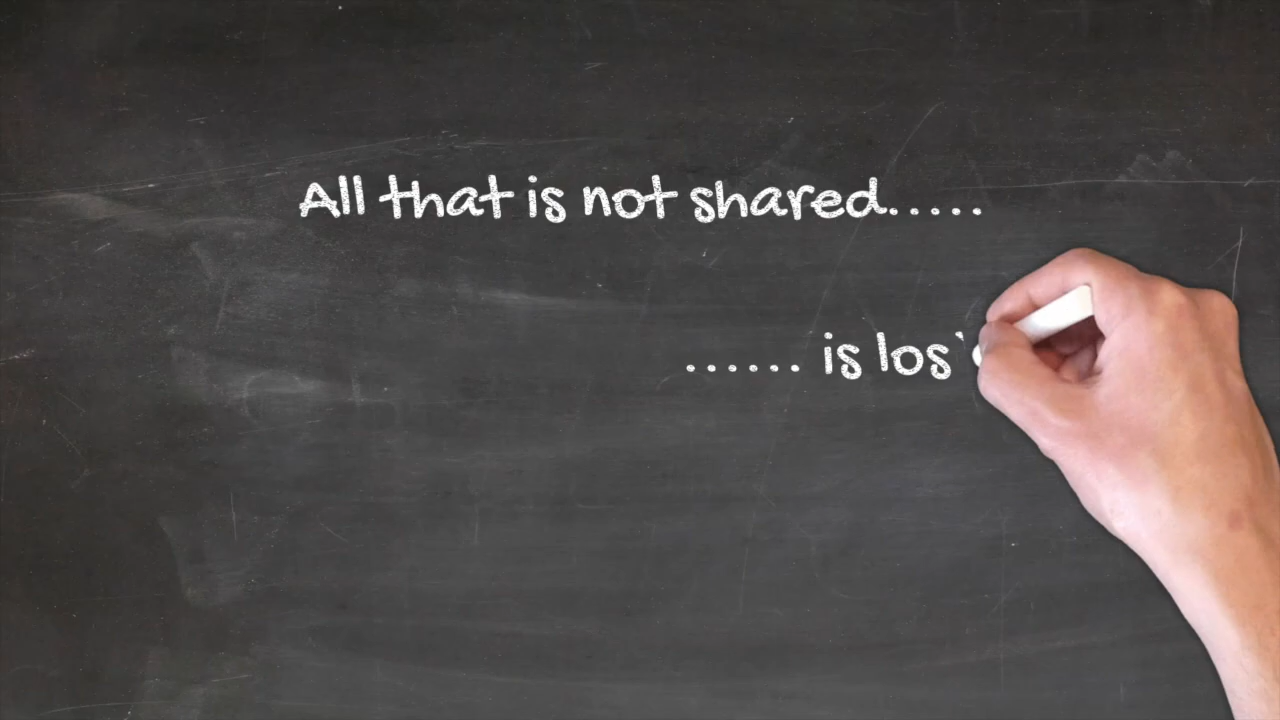 All that is not shared.....
...... is los